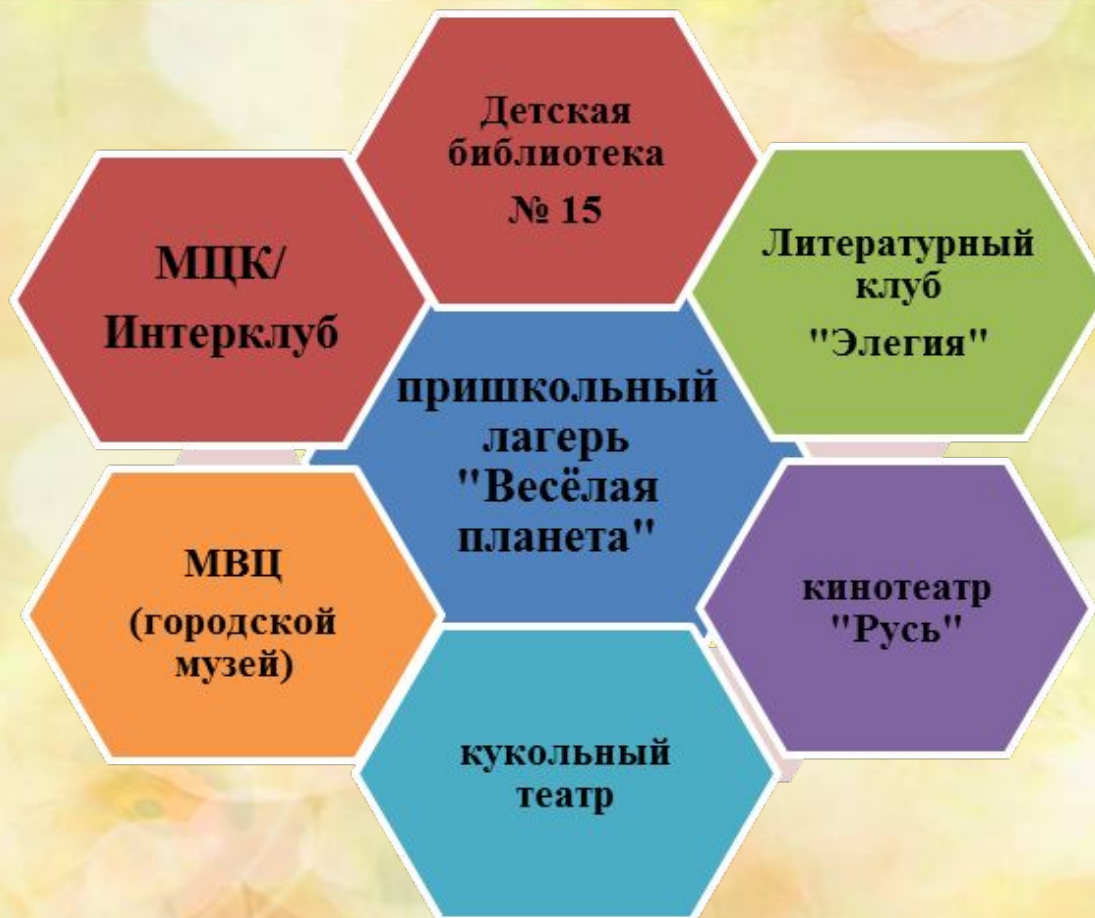 Детская
библиотека
№ 15
МЦК/
Интерклуб
Литературный
клуб
"Элегия"
пришкольный
лагерь
"Весёлая
планета"
МВЦ
(городской
музей)
кинотеатр
"Русь"
кукольный
театр